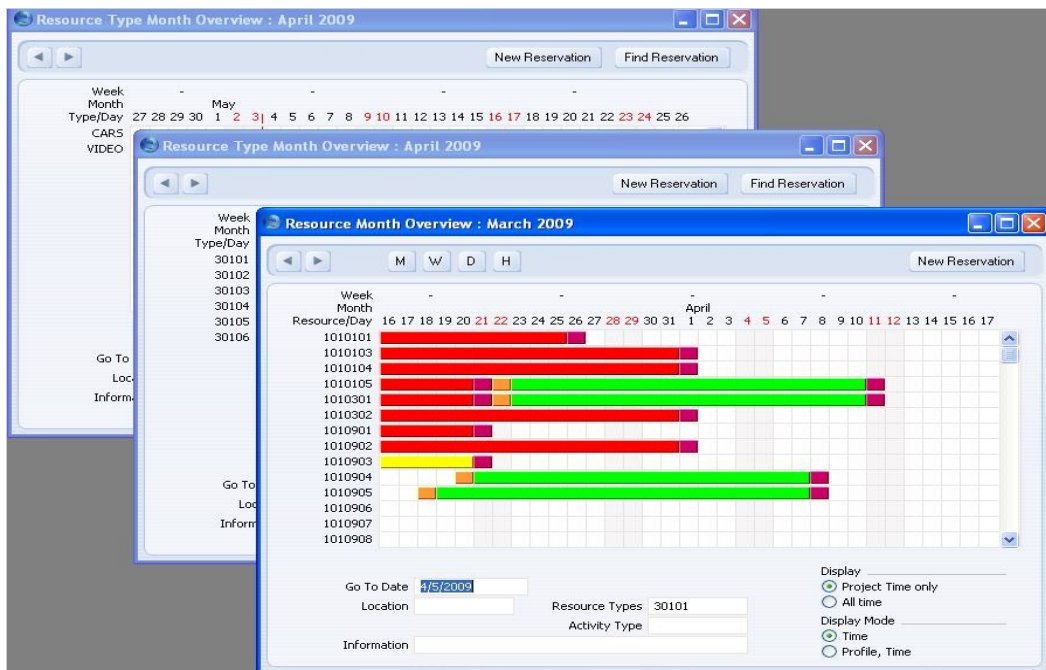 Resource Type Month Overview : April 2009
New Reservation Find Reservation
Week - - - -
Month May
Type/Day 27 28 29 30 1 2 3 4 5 6 7 8 9 10 11 12 13 14 15 16 17 18 19 20 21 22 23 24 25 26
CARS
VIDEO
Go To
Resource Type Month Overview : April 2009
New Reservation Find Reservation
Week
Month
Type/Day
30101
30102
30103
30104
30105
30106
Go To
Resource Month Overview : March 2009
M W D H New Reservation
Week - - - - -
Month April
Resource/Day 16 17 18 19 20 21 22 23 24 25 26 27 28 29 30 31 1 2 3 4 5 6 7 8 9 10 11 12 13 14 15 16 17
1010101
1010103
1010104
1010105
1010301
1010302
1010901
1010902
1010903
1010904
1010905
1010906
1010907
1010908
Go To Date 4/5/2009
Location
Resource Types 30101
Activity Type
Information
Display
Project Time only
All time
Display Mode
Time
Profile, Time